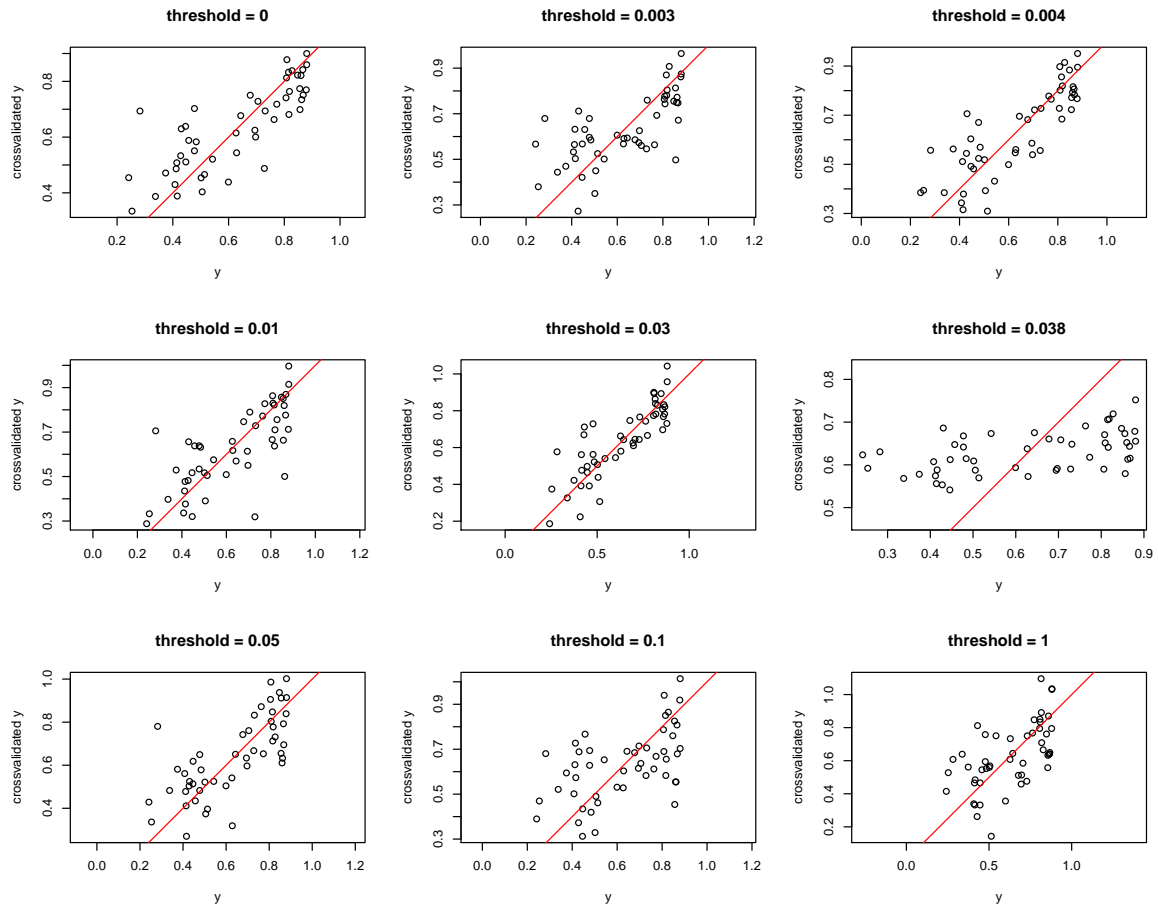 threshold = 0
crossvalidated y
0.4 0.6 0.8
0.2 0.4 0.6 0.8 1.0
y
threshold = 0.003
crossvalidated y
0.3 0.5 0.7 0.9
0.0 0.2 0.4 0.6 0.8 1.0 1.2
y
threshold = 0.004
crossvalidated y
0.3 0.5 0.7 0.9
0.0 0.2 0.4 0.6 0.8 1.0
y
threshold = 0.01
crossvalidated y
0.3 0.5 0.7 0.9
0.0 0.2 0.4 0.6 0.8 1.0 1.2
y
threshold = 0.03
crossvalidated y
0.2 0.4 0.6 0.8 1.0
0.0 0.5 1.0
y
threshold = 0.038
crossvalidated y
0.5 0.6 0.7 0.8
0.3 0.4 0.5 0.6 0.7 0.8 0.9
y
threshold = 0.05
crossvalidated y
0.4 0.6 0.8 1.0
0.0 0.2 0.4 0.6 0.8 1.0 1.2
y
threshold = 0.1
crossvalidated y
0.3 0.5 0.7 0.9
0.0 0.2 0.4 0.6 0.8 1.0 1.2
y
threshold = 1
crossvalidated y
0.2 0.4 0.6 0.8 1.0
0.0 0.5 1.0
y